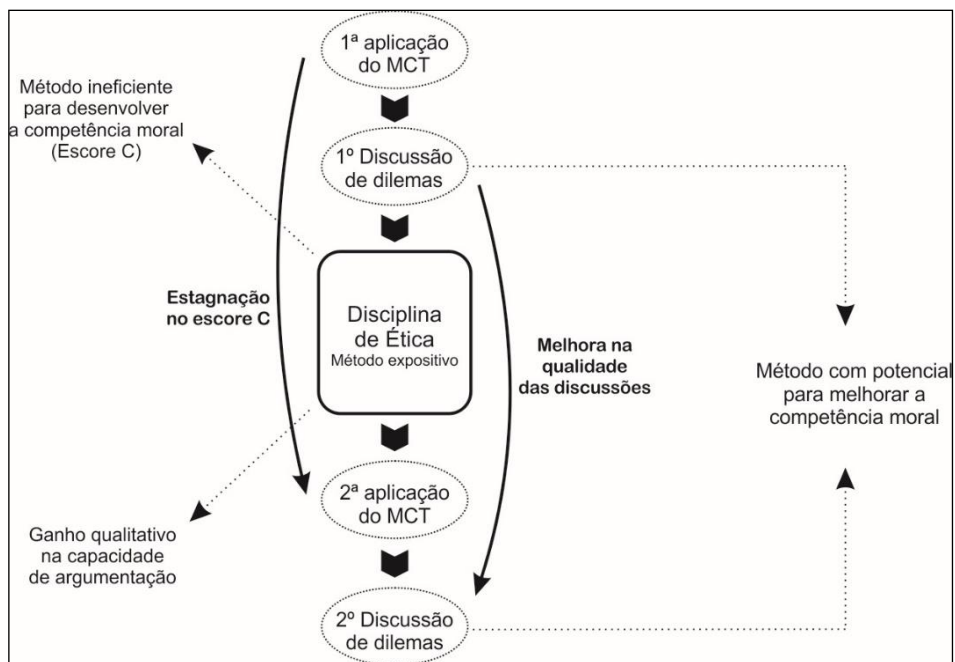 1ª aplicação
do MCT
Método ineficiente
para desenvolver
a competência moral
(Escore C)
1º Discussão
de dilemas
Estagnação
no escore C
Disciplina
de Ética
Método expositivo
Melhora na
qualidade
das discussões
Método com potencial
para melhorar a
competência moral
2ª aplicação
do MCT
Ganho qualitativo
na capacidade
de argumentação
2º Discussão
de dilemas